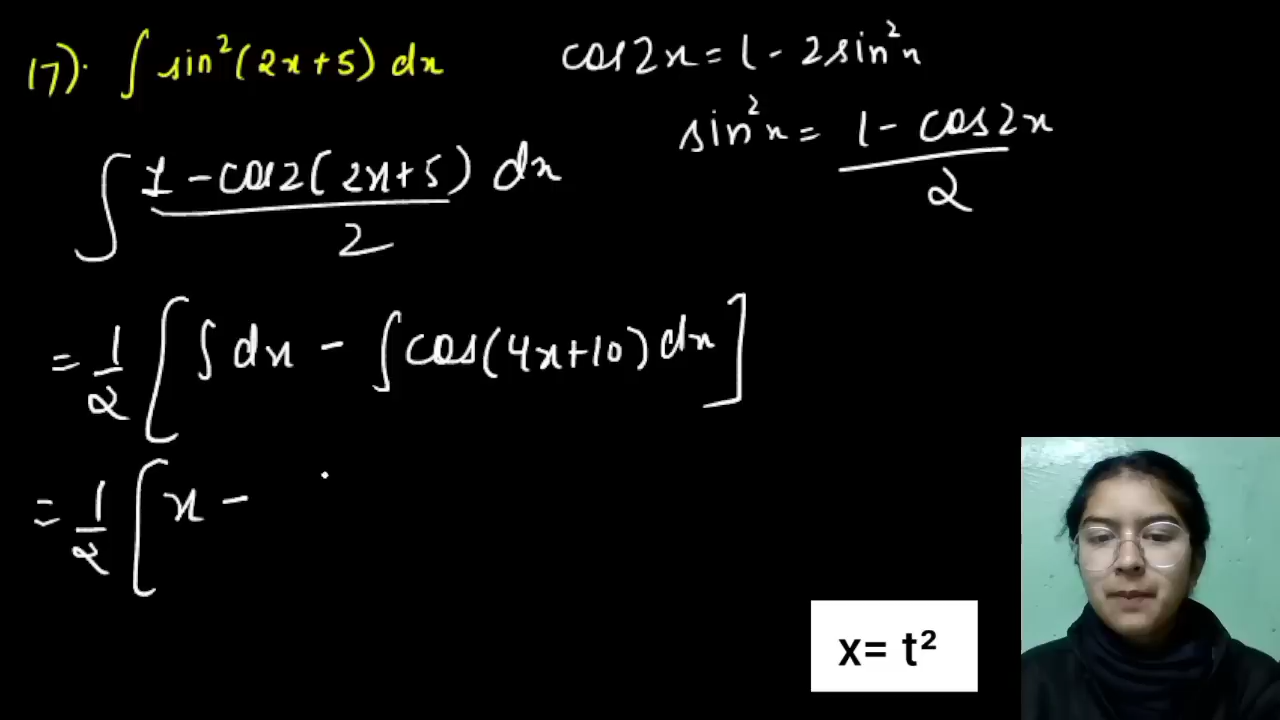 17). ∫ sin²(2x+5) dx
cos2x = 1 - 2sin²x
sin²x = (1 - cos2x)/2
∫ (1 - cos2(2x+5))/2 dx
= 1/2 [∫ dx - ∫ cos(4x+10) dx]
= 1/2 [x -
x= t²